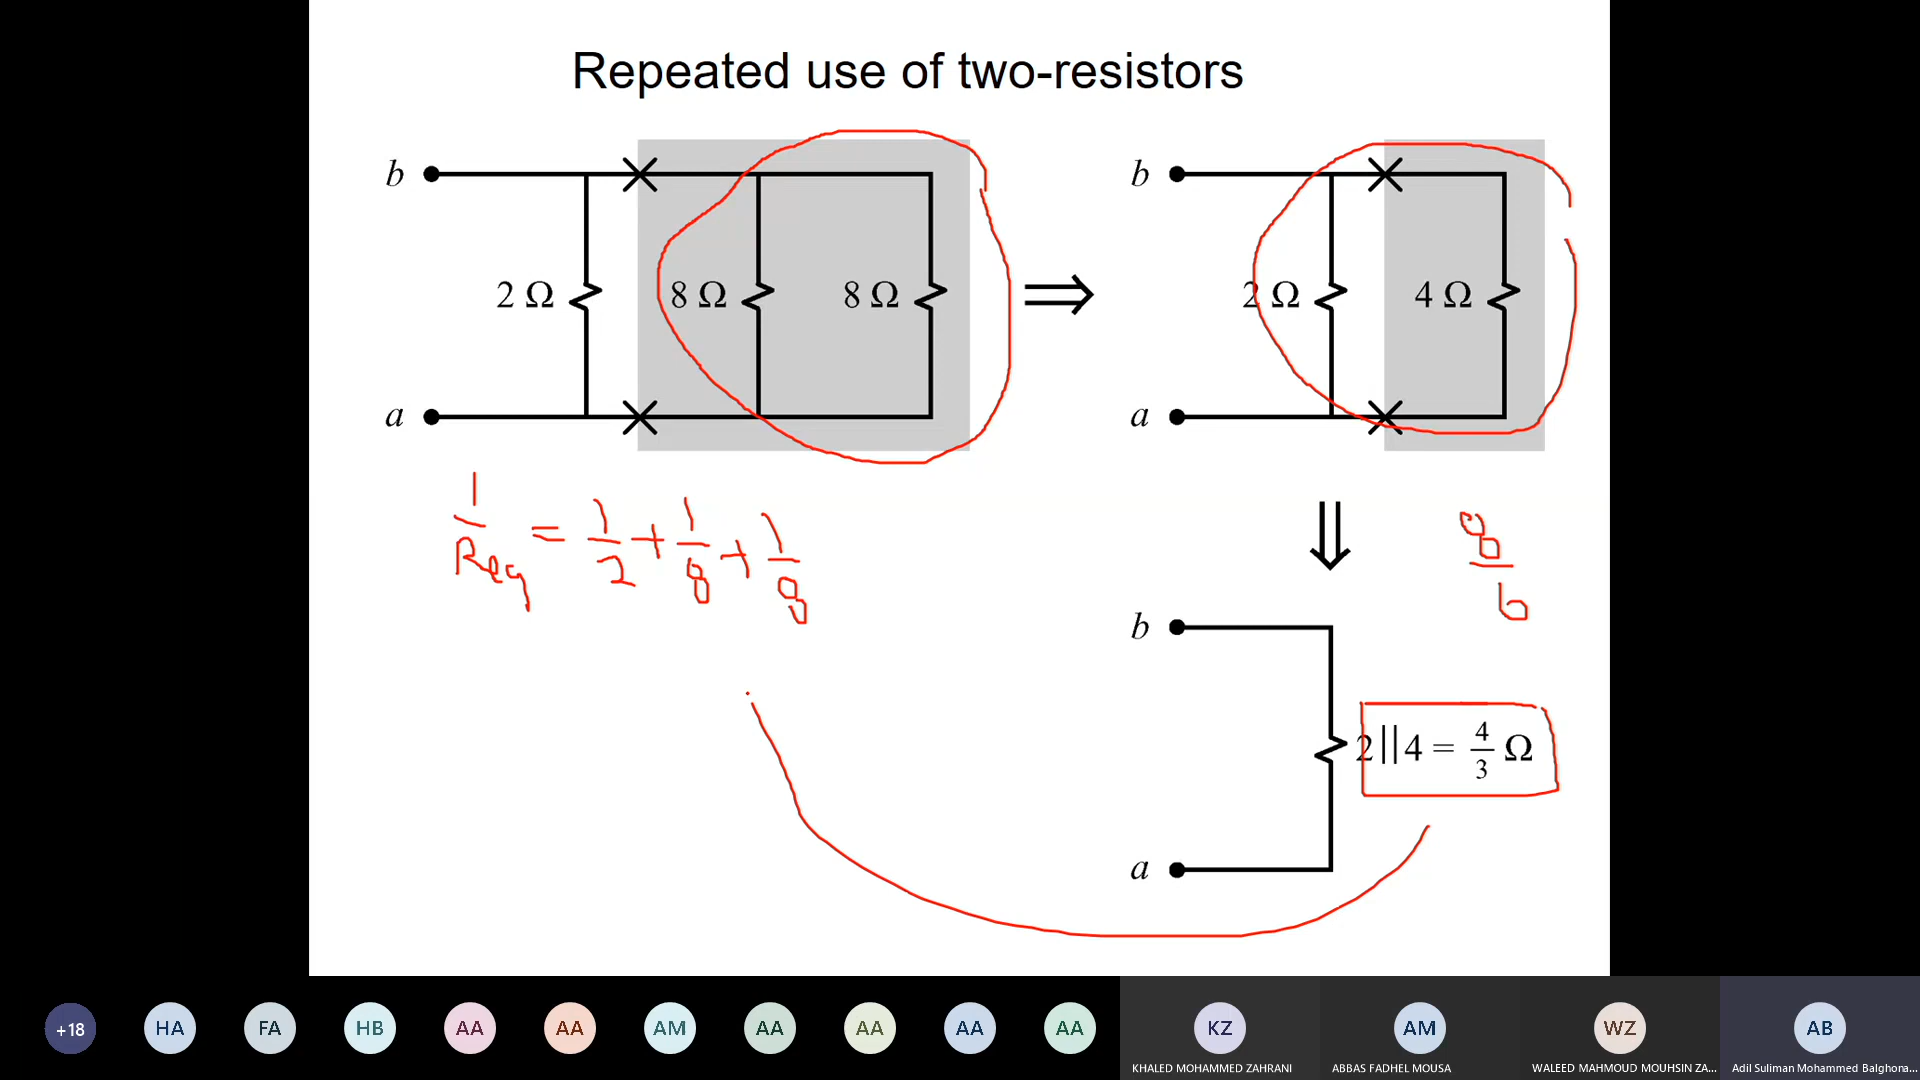 Repeated use of two-resistors
b
2 Ω
8 Ω
8 Ω
a
b
2 Ω
4 Ω
a
1/Req = 1/2 + 1/8 + 1/8
8/6
b
2||4 = 4/3 Ω
a
+18
HA
FA
HB
AA
AA
AM
AA
AA
AA
AA
KZ
KHALED MOHAMMED ZAHRANI
AM
ABBAS FADHEL MOUSA
WZ
WALEED MAHMOUD MOUHSIN ZA...
AB
Adil Suliman Mohammed Balghona...